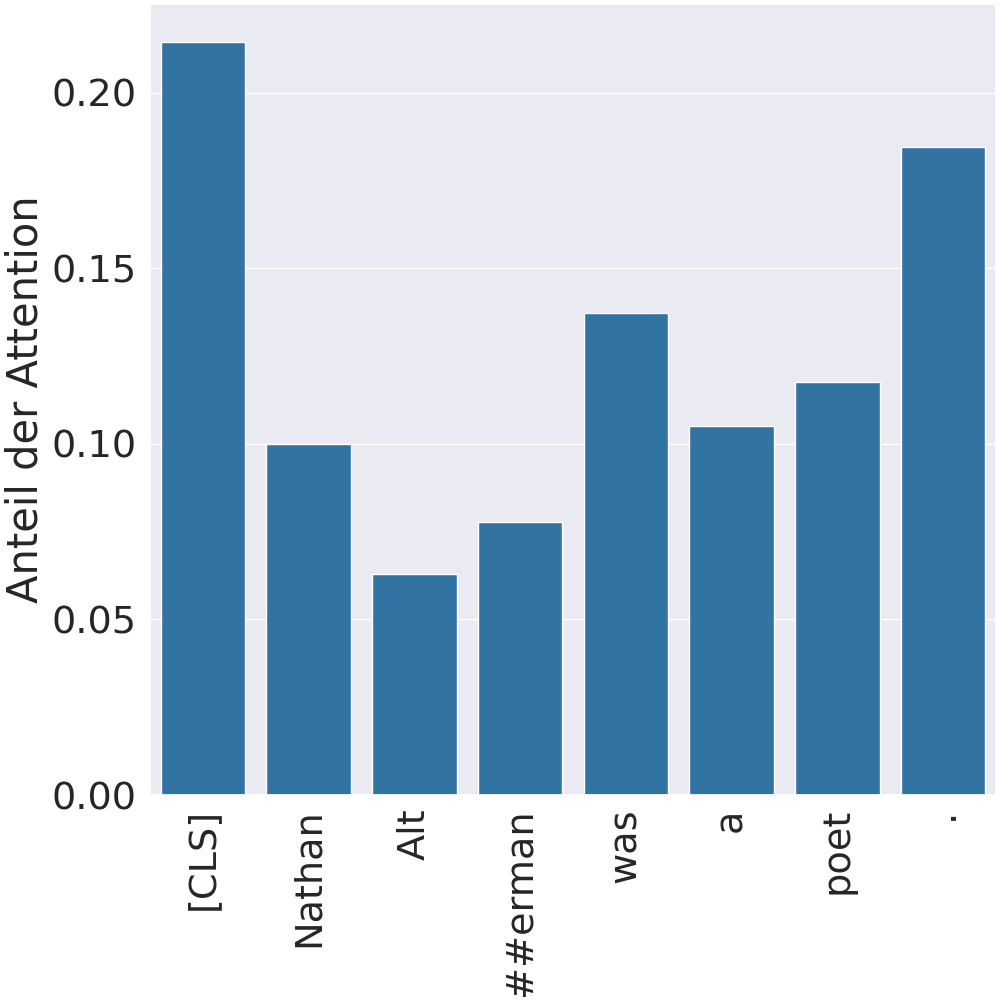 Anteil der Attention
0.20
0.15
0.10
0.05
0.00
[CLS]
Nathan
Alt
##erman
was
a
poet
.